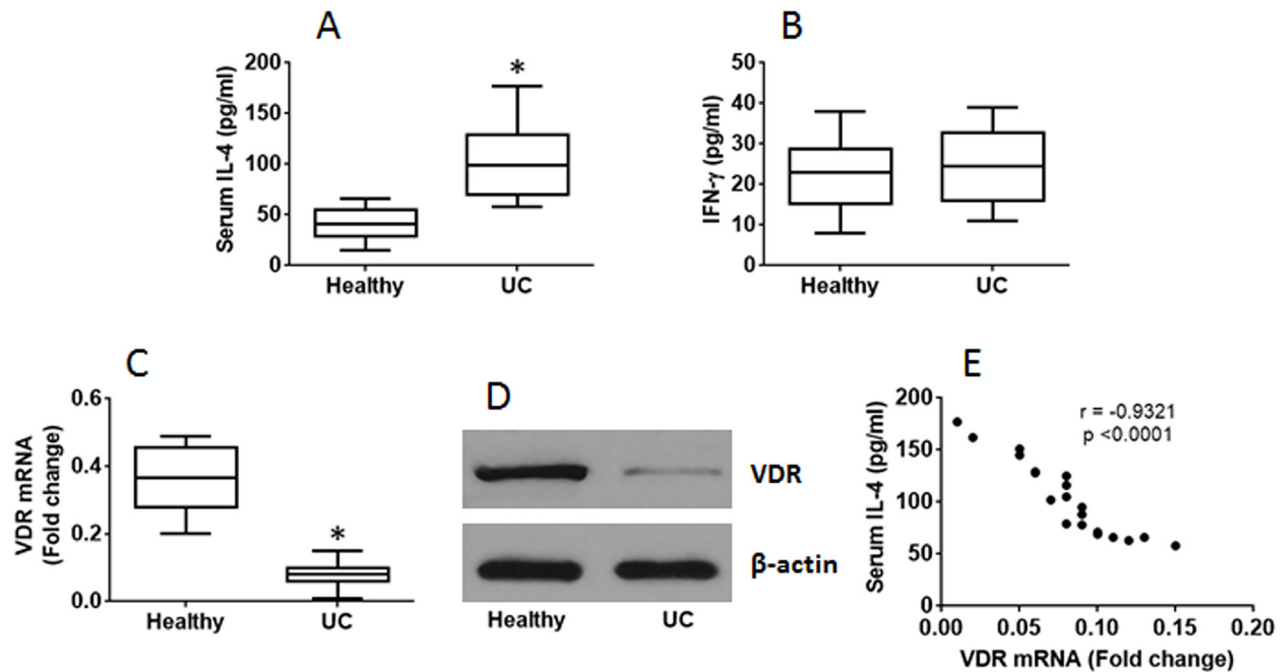 A
Serum IL-4 (pg/ml)
200
150
100
50
0
*
Healthy
UC
B
IFN-γ (pg/ml)
50
40
30
20
10
0
Healthy
UC
C
VDR mRNA
(Fold change)
0.6
0.4
0.2
0.0
*
Healthy
UC
D
VDR
β-actin
Healthy
UC
E
Serum IL-4 (pg/ml)
200
150
100
50
0
r = -0.9321
p <0.0001
0.00
0.05
0.10
0.15
0.20
VDR mRNA (Fold change)